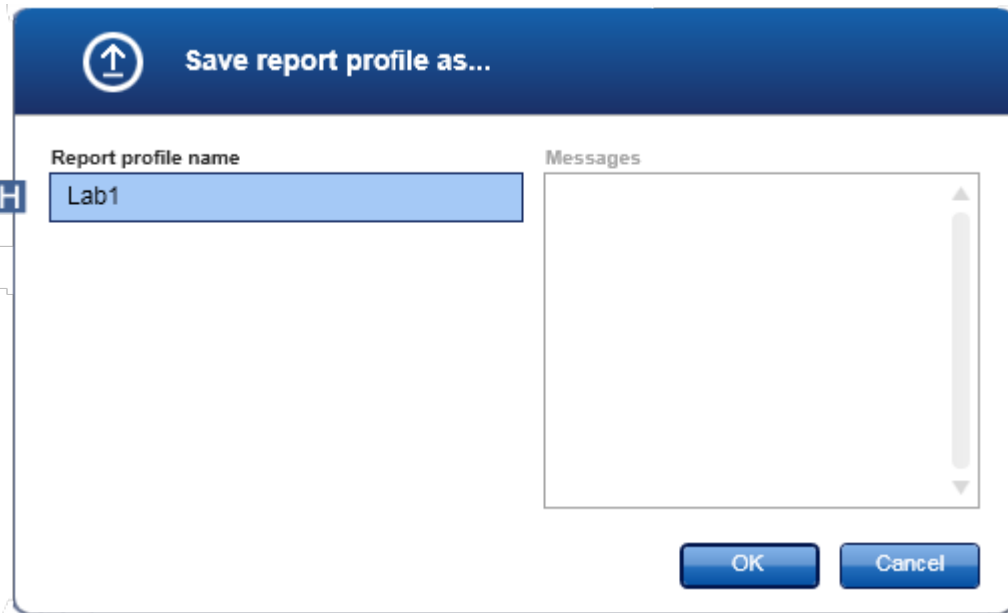 Save report profile as...
Report profile name
Messages
H
Lab1
OK
Cancel